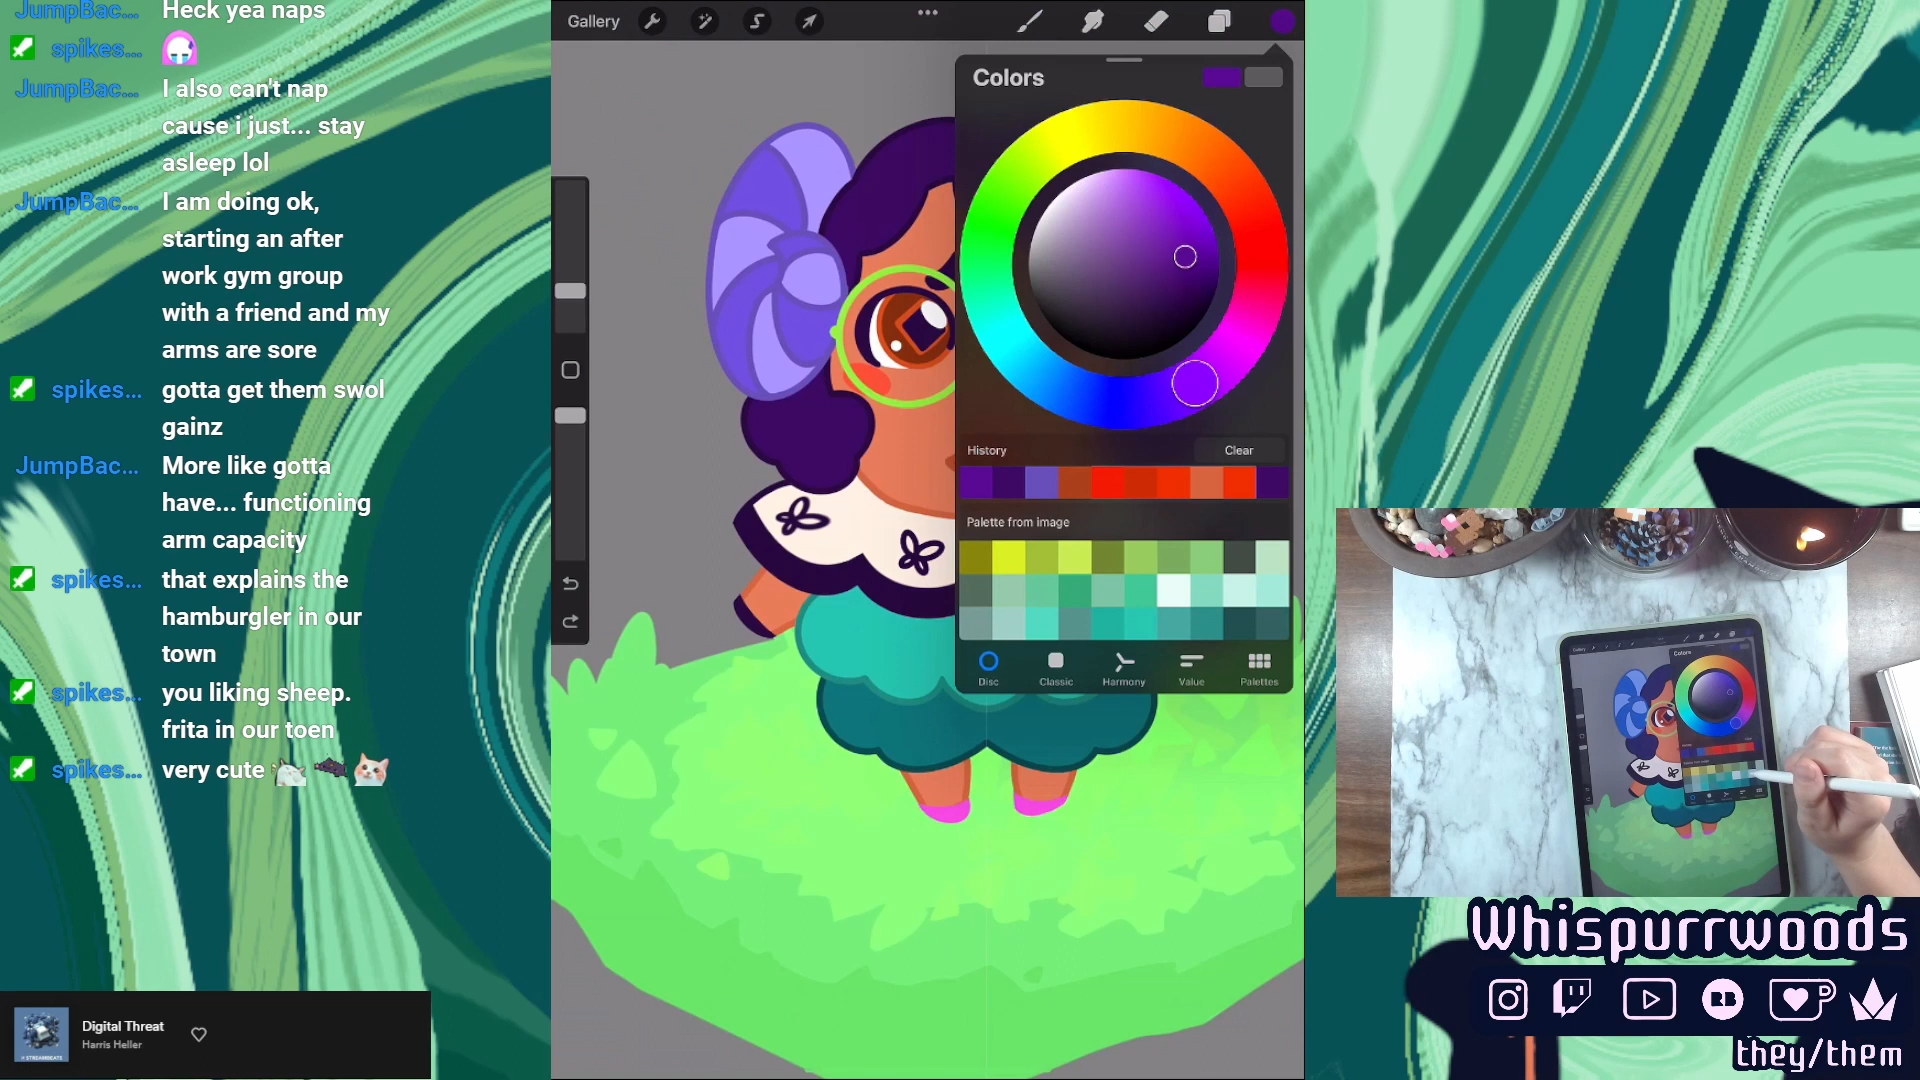 JumpBac... Heck yea naps
spikes...
JumpBac... I also can't nap
cause i just... stay
asleep lol
JumpBac... I am doing ok,
starting an after
work gym group
with a friend and my
arms are sore
spikes... gotta get them swol
gainz
JumpBac... More like gotta
have... functioning
arm capacity
spikes... that explains the
hamburgler in our
town
spikes... you liking sheep.
frita in our toen
spikes... very cute
Digital Threat
Harris Heller
Gallery
Colors
History
Clear
Palette from image
Disc
Classic
Harmony
Value
Palettes
Whispurrwoods
they/them